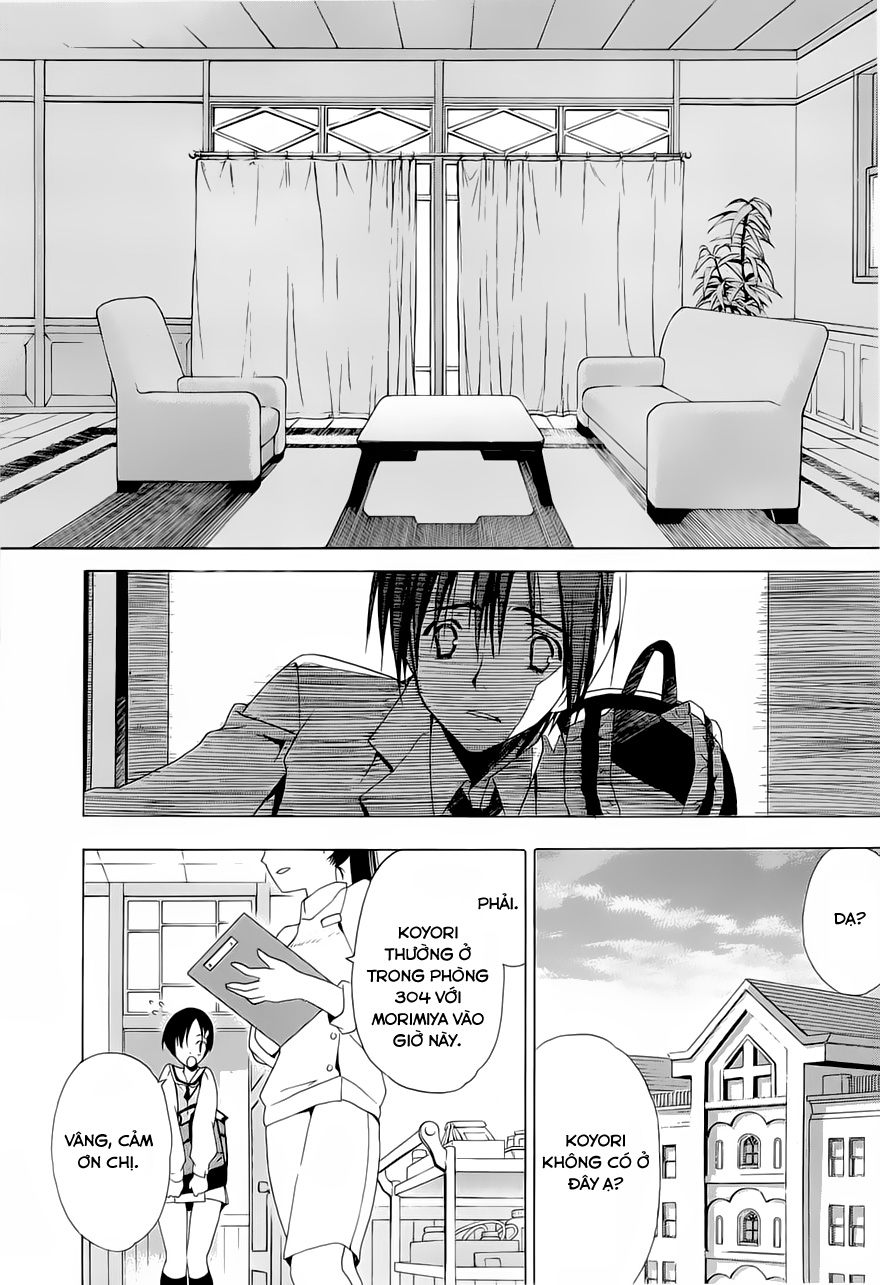 DẠ?
KOYORI
KHÔNG CÓ Ở
ĐÂY Ạ?
PHẢI.
KOYORI
THƯỜNG Ở
TRONG PHÒNG
304 VỚI
MORIMIYA VÀO
GIỜ NÀY.
VÂNG, CẢM
ƠN CHỊ.